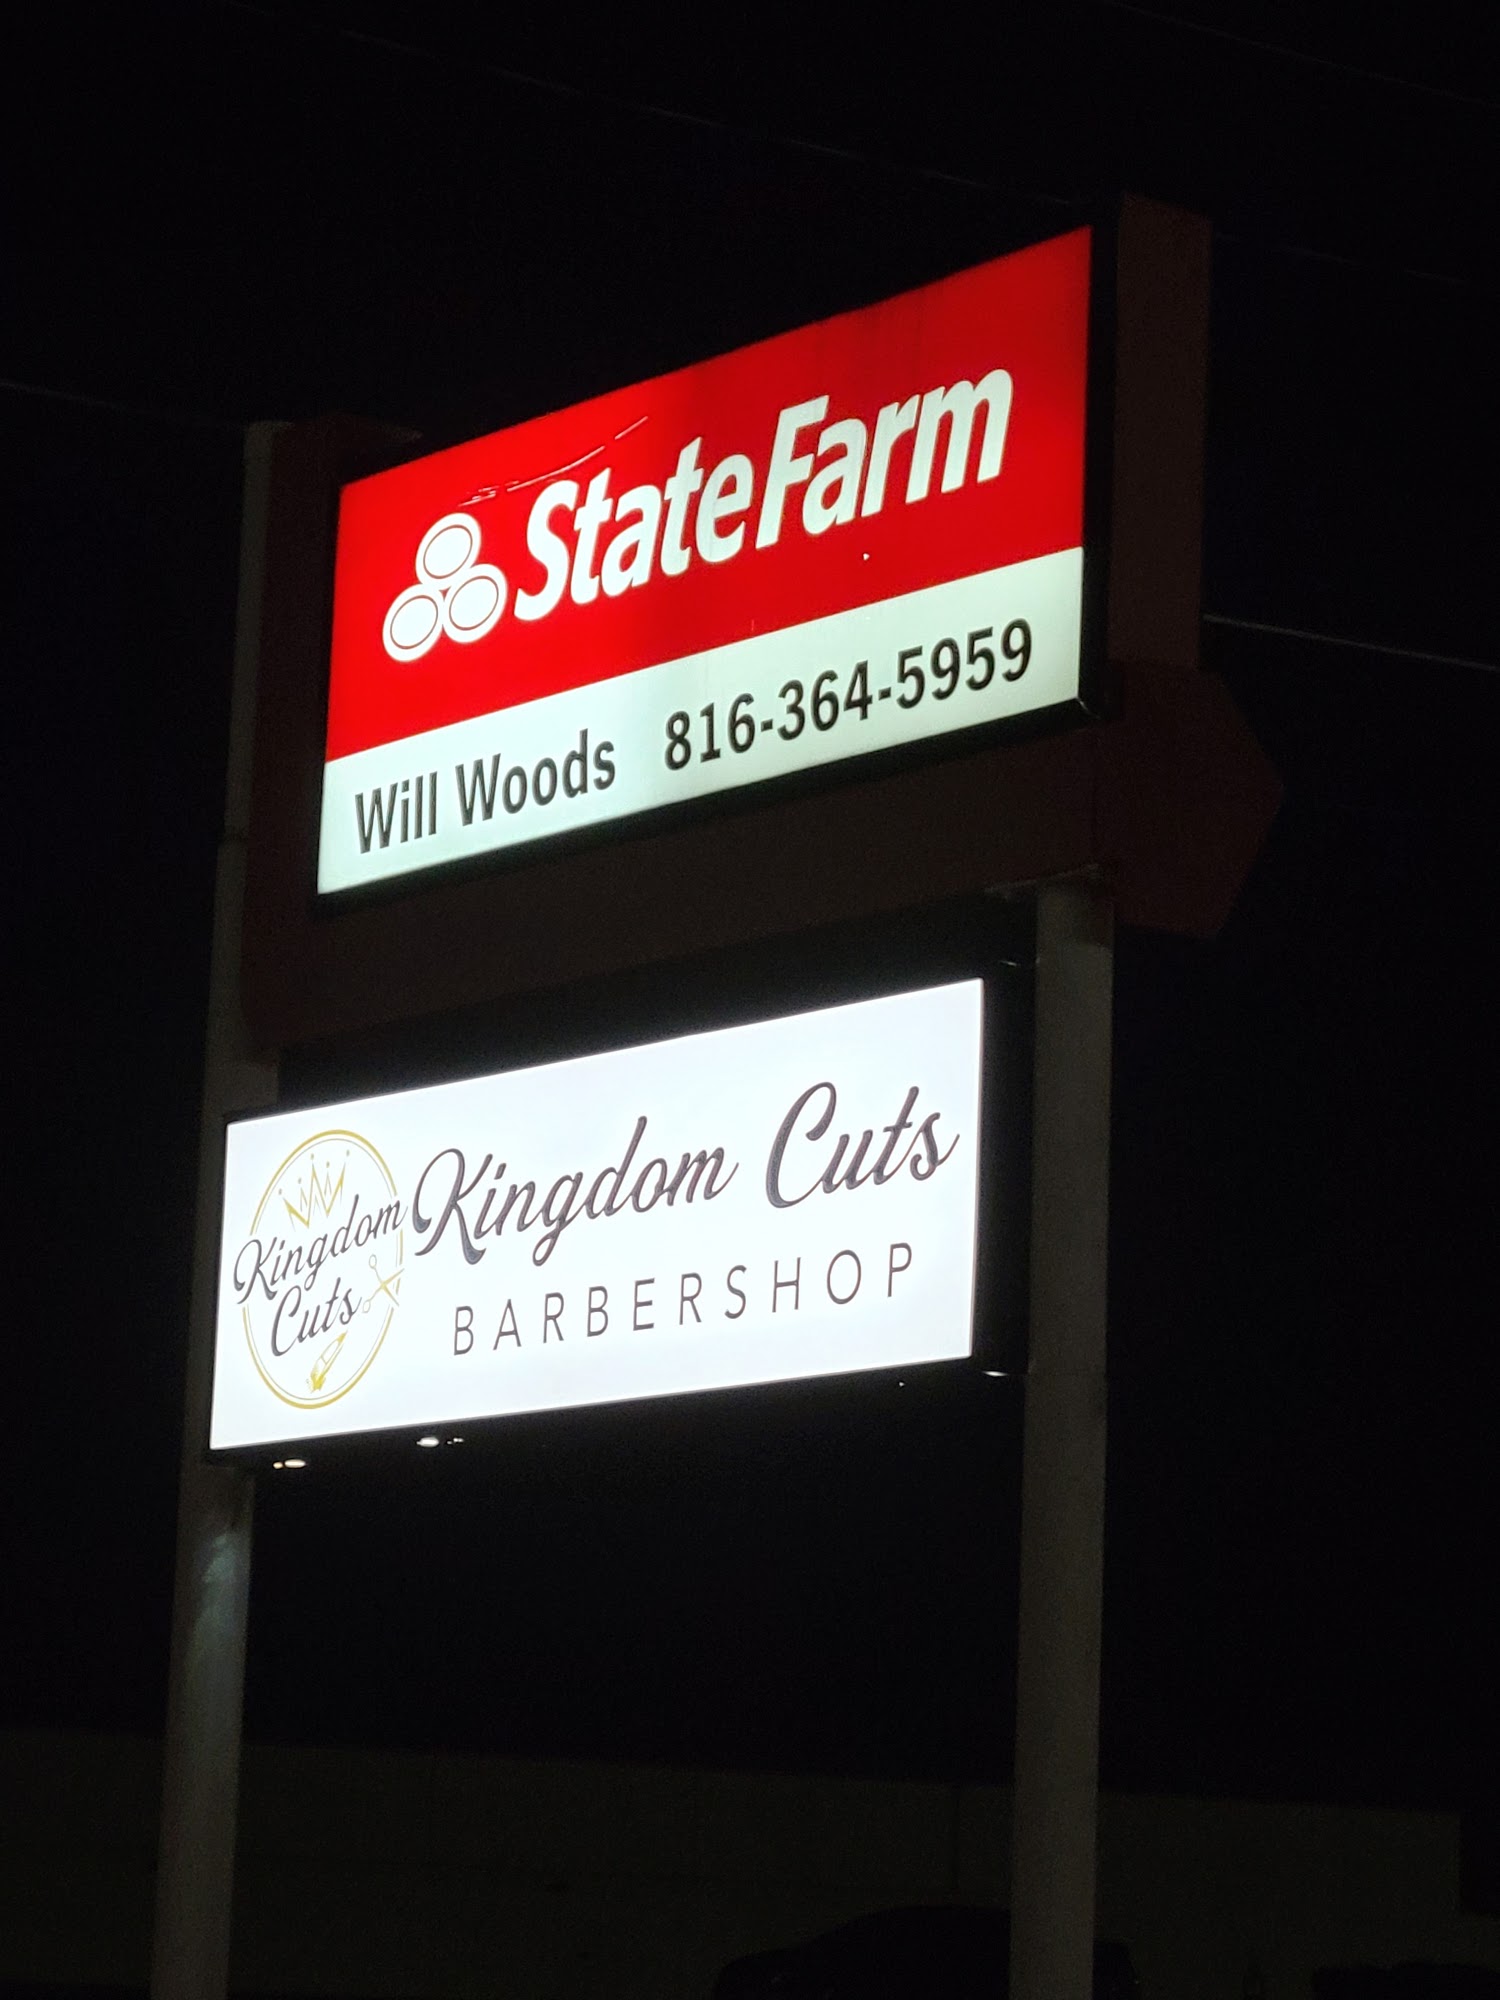 StateFarm
Will Woods 816-364-5959
Kingdom Cuts
BARBERSHOP
Kingdom
Cuts